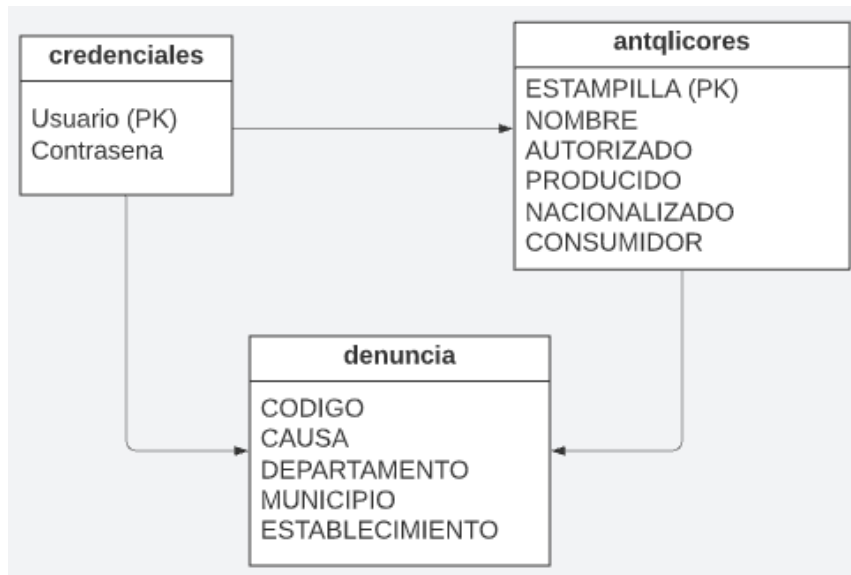 credenciales
Usuario (PK)
Contrasena
antqlicores
ESTAMPILLA (PK)
NOMBRE
AUTORIZADO
PRODUCIDO
NACIONALIZADO
CONSUMIDOR
denuncia
CODIGO
CAUSA
DEPARTAMENTO
MUNICIPIO
ESTABLECIMIENTO